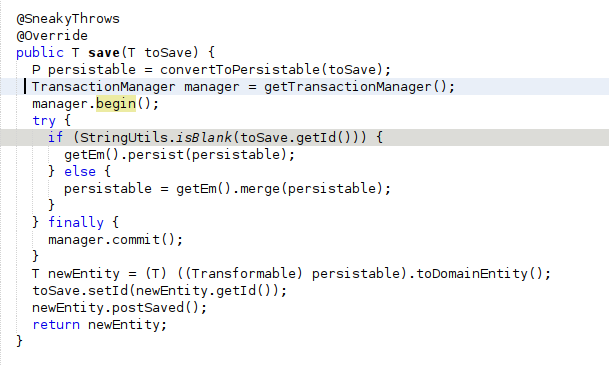 @SneakyThrows
@Override
public T save(T toSave) {
P persistable = convertToPersistable(toSave);
TransactionManager manager = getTransactionManager();
manager.begin();
try {
if (StringUtils.isBlank(toSave.getId())) {
getEm().persist(persistable);
} else {
persistable = getEm().merge(persistable);
}
} finally {
manager.commit();
}
T newEntity = (T) ((Transformable) persistable).toDomainEntity();
toSave.setId(newEntity.getId());
newEntity.postSaved();
return newEntity;
}